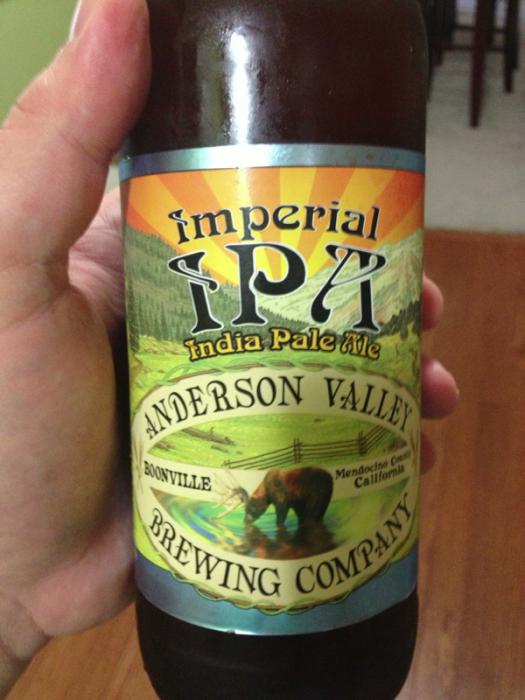 Imperial
IPA
India Pale Ale
ANDERSON VALLEY
BOONVILLE
Mendocino County
California
BREWING COMPANY